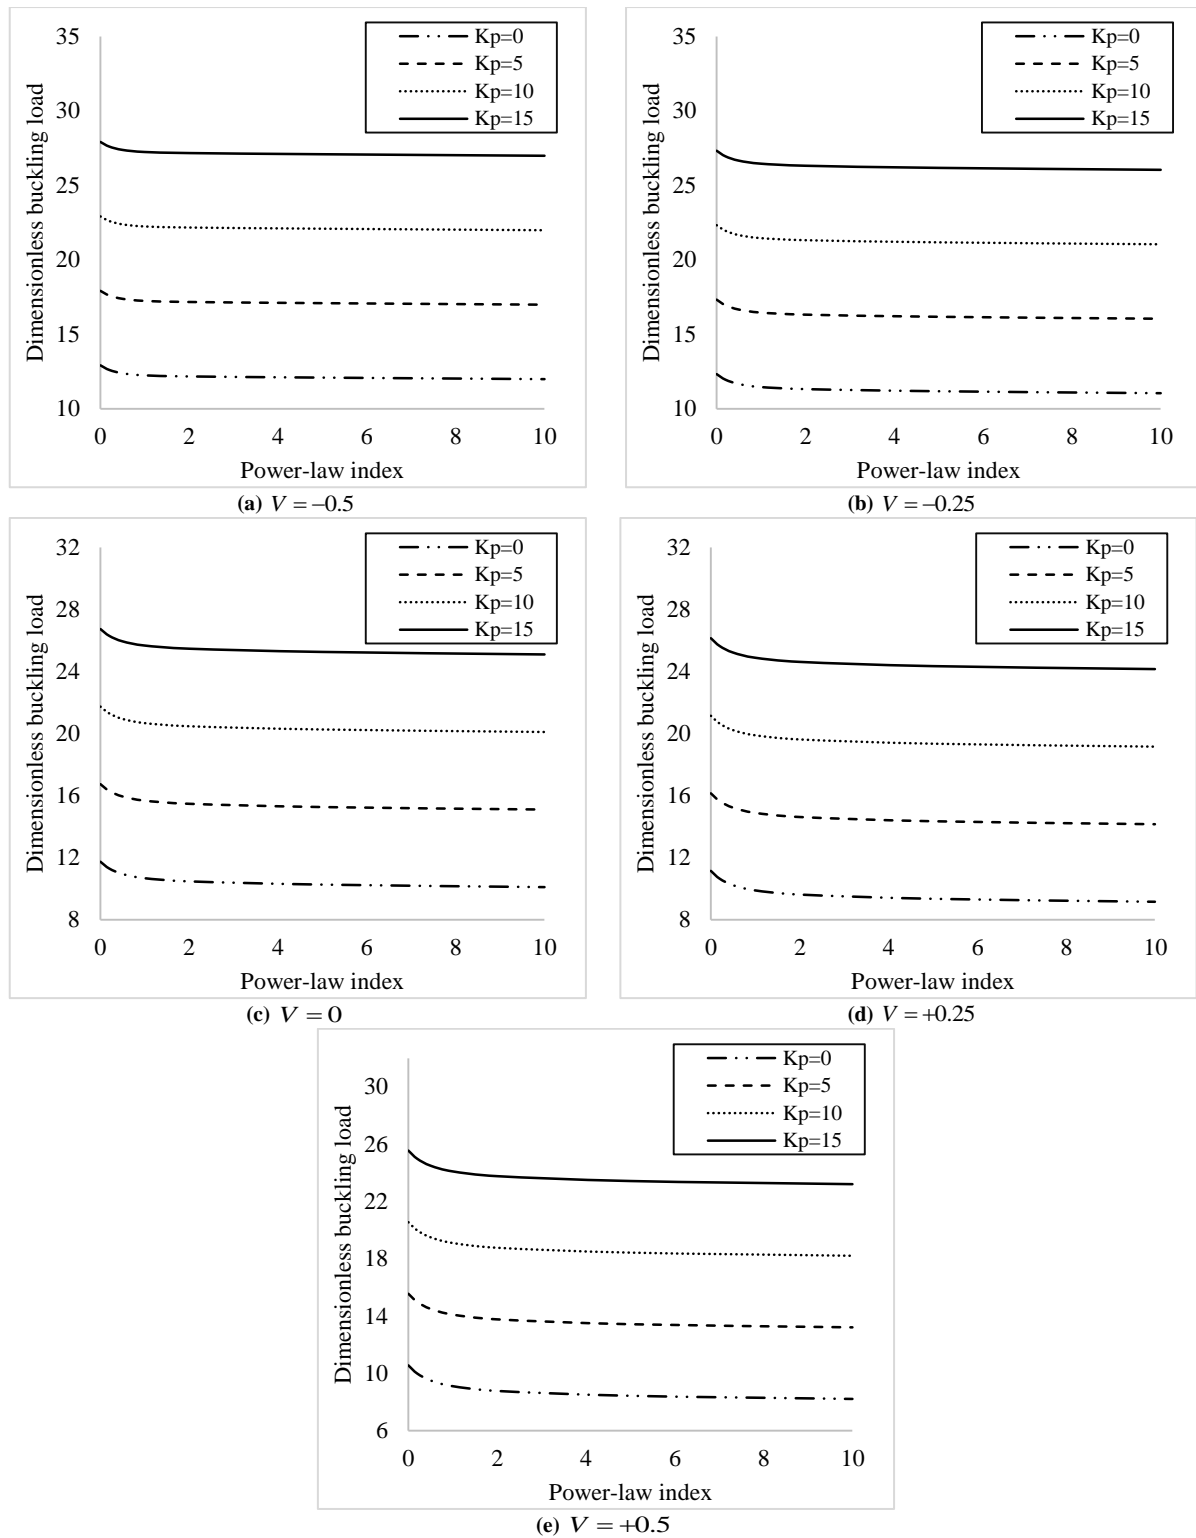 Dimensionless buckling load
35
30
25
20
15
10
0 2 4 6 8 10
Power-law index
Kp=0
Kp=5
Kp=10
Kp=15
(a) V = −0.5
Dimensionless buckling load
35
30
25
20
15
10
0 2 4 6 8 10
Power-law index
Kp=0
Kp=5
Kp=10
Kp=15
(b) V = −0.25
Dimensionless buckling load
32
28
24
20
16
12
8
0 2 4 6 8 10
Power-law index
Kp=0
Kp=5
Kp=10
Kp=15
(c) V = 0
Dimensionless buckling load
32
28
24
20
16
12
8
0 2 4 6 8 10
Power-law index
Kp=0
Kp=5
Kp=10
Kp=15
(d) V = +0.25
Dimensionless buckling load
30
26
22
18
14
10
6
0 2 4 6 8 10
Power-law index
Kp=0
Kp=5
Kp=10
Kp=15
(e) V = +0.5